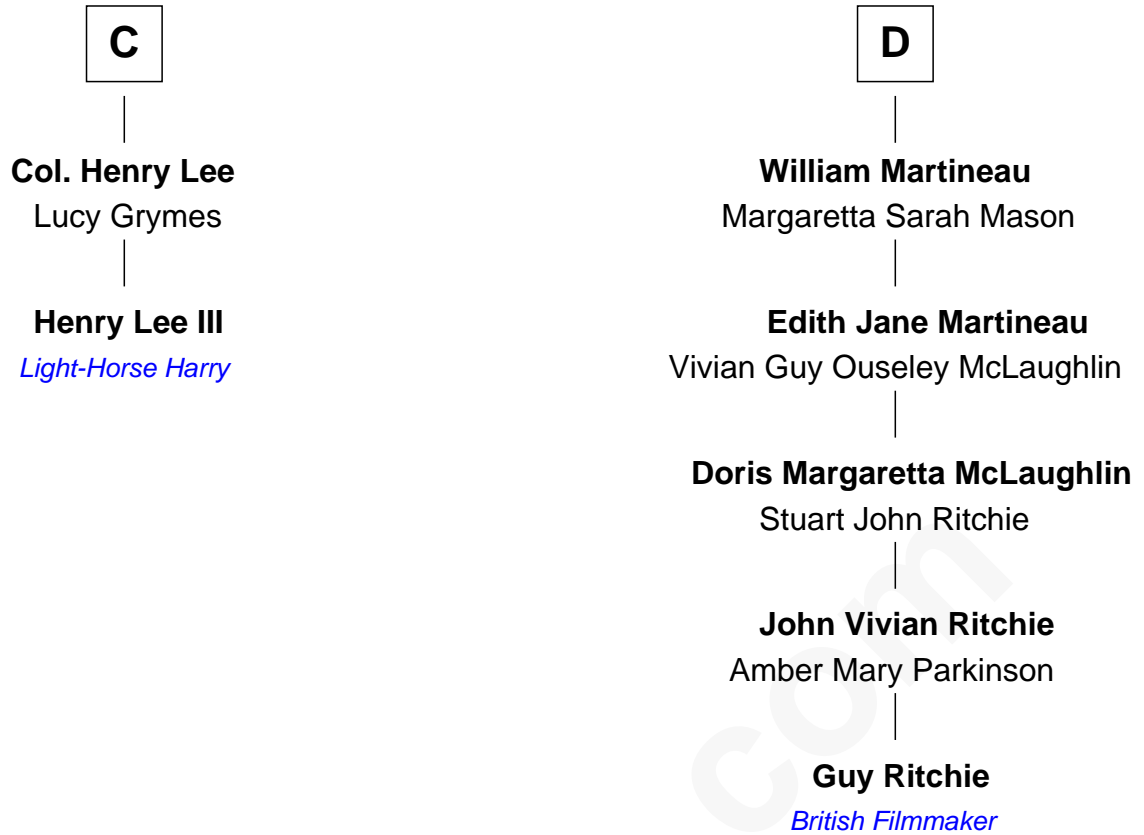 C
Col. Henry Lee
Lucy Grymes
Henry Lee III
Light-Horse Harry
D
William Martineau
Margaretta Sarah Mason
Edith Jane Martineau
Vivian Guy Ouseley McLaughlin
Doris Margaretta McLaughlin
Stuart John Ritchie
John Vivian Ritchie
Amber Mary Parkinson
Guy Ritchie
British Filmmaker
com